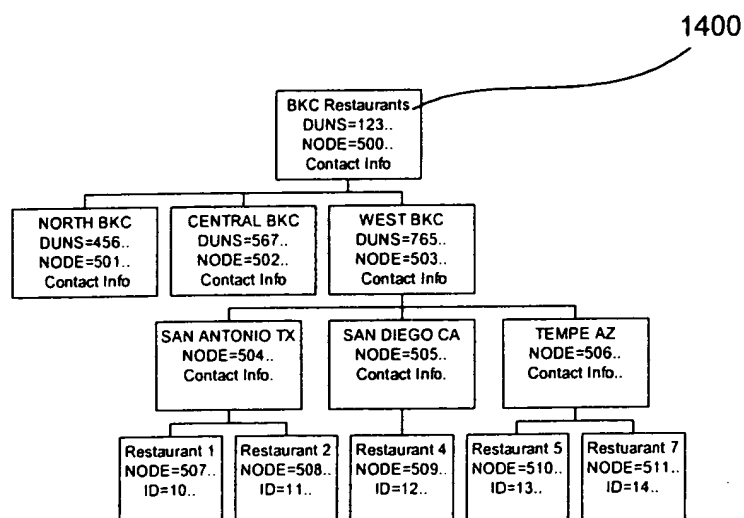 1400
BKC Restaurants
DUNS=123..
NODE=500..
Contact Info
NORTH BKC
DUNS=456..
NODE=501..
Contact Info
CENTRAL BKC
DUNS=567..
NODE=502..
Contact Info
WEST BKC
DUNS=765..
NODE=503..
Contact Info
SAN ANTONIO TX
NODE=504..
Contact Info.
SAN DIEGO CA
NODE=505..
Contact Info.
TEMPE AZ
NODE=506..
Contact Info..
Restaurant 1
NODE=507..
ID=10..
Restaurant 2
NODE=508..
ID=11..
Restaurant 4
NODE=509..
ID=12..
Restaurant 5
NODE=510..
ID=13..
Restuarant 7
NODE=511..
ID=14..